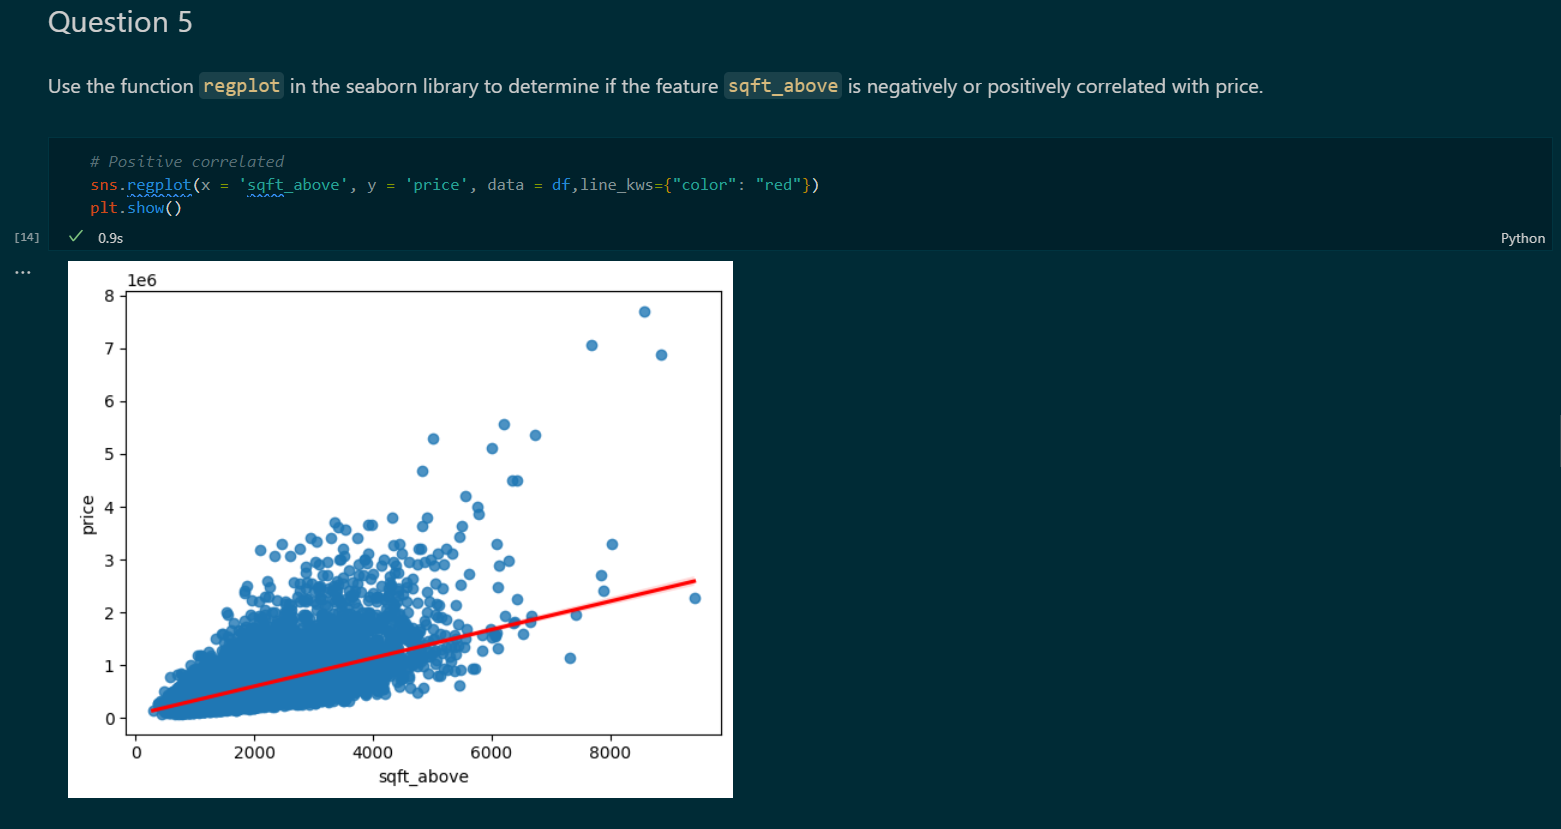 Question 5
Use the function regplot in the seaborn library to determine if the feature sqft_above is negatively or positively correlated with price.
# Positive correlated
sns.regplot(x = 'sqft_above', y = 'price', data = df,line_kws={"color": "red"})
plt.show()
[14]
✓ 0.9s
Python
...
1e6
8
7
6
5
4
3
2
1
0
price
0 2000 4000 6000 8000
sqft_above